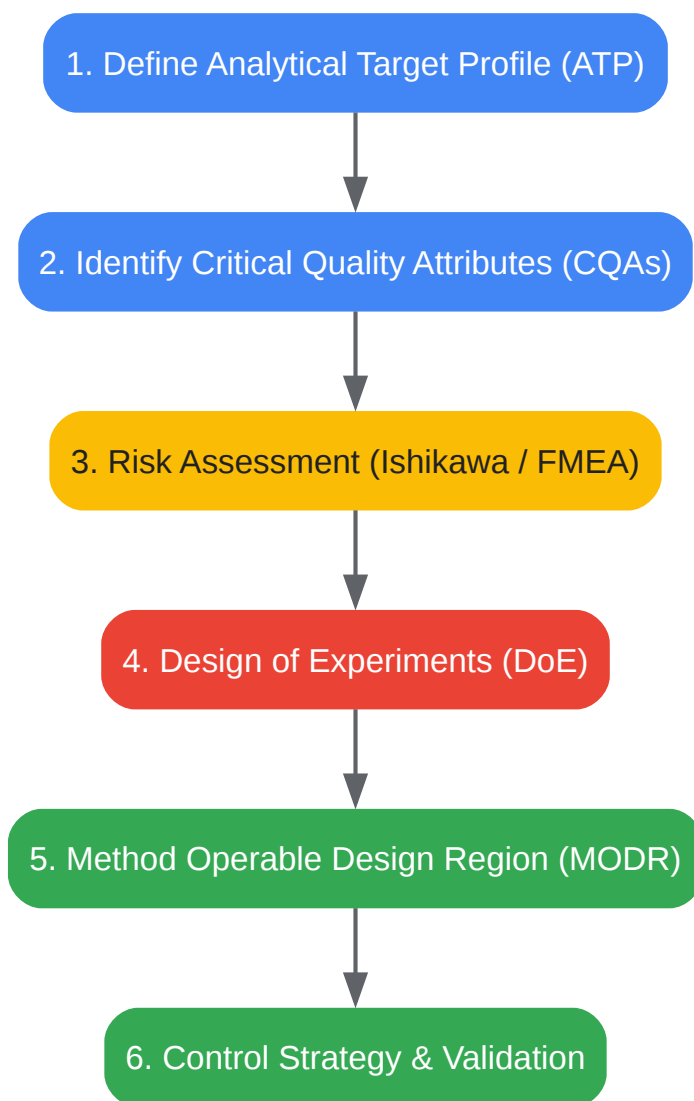 1. Define Analytical Target Profile (ATP)
2. Identify Critical Quality Attributes (CQAs)
3. Risk Assessment (Ishikawa / FMEA)
4. Design of Experiments (DoE)
5. Method Operable Design Region (MODR)
6. Control Strategy & Validation